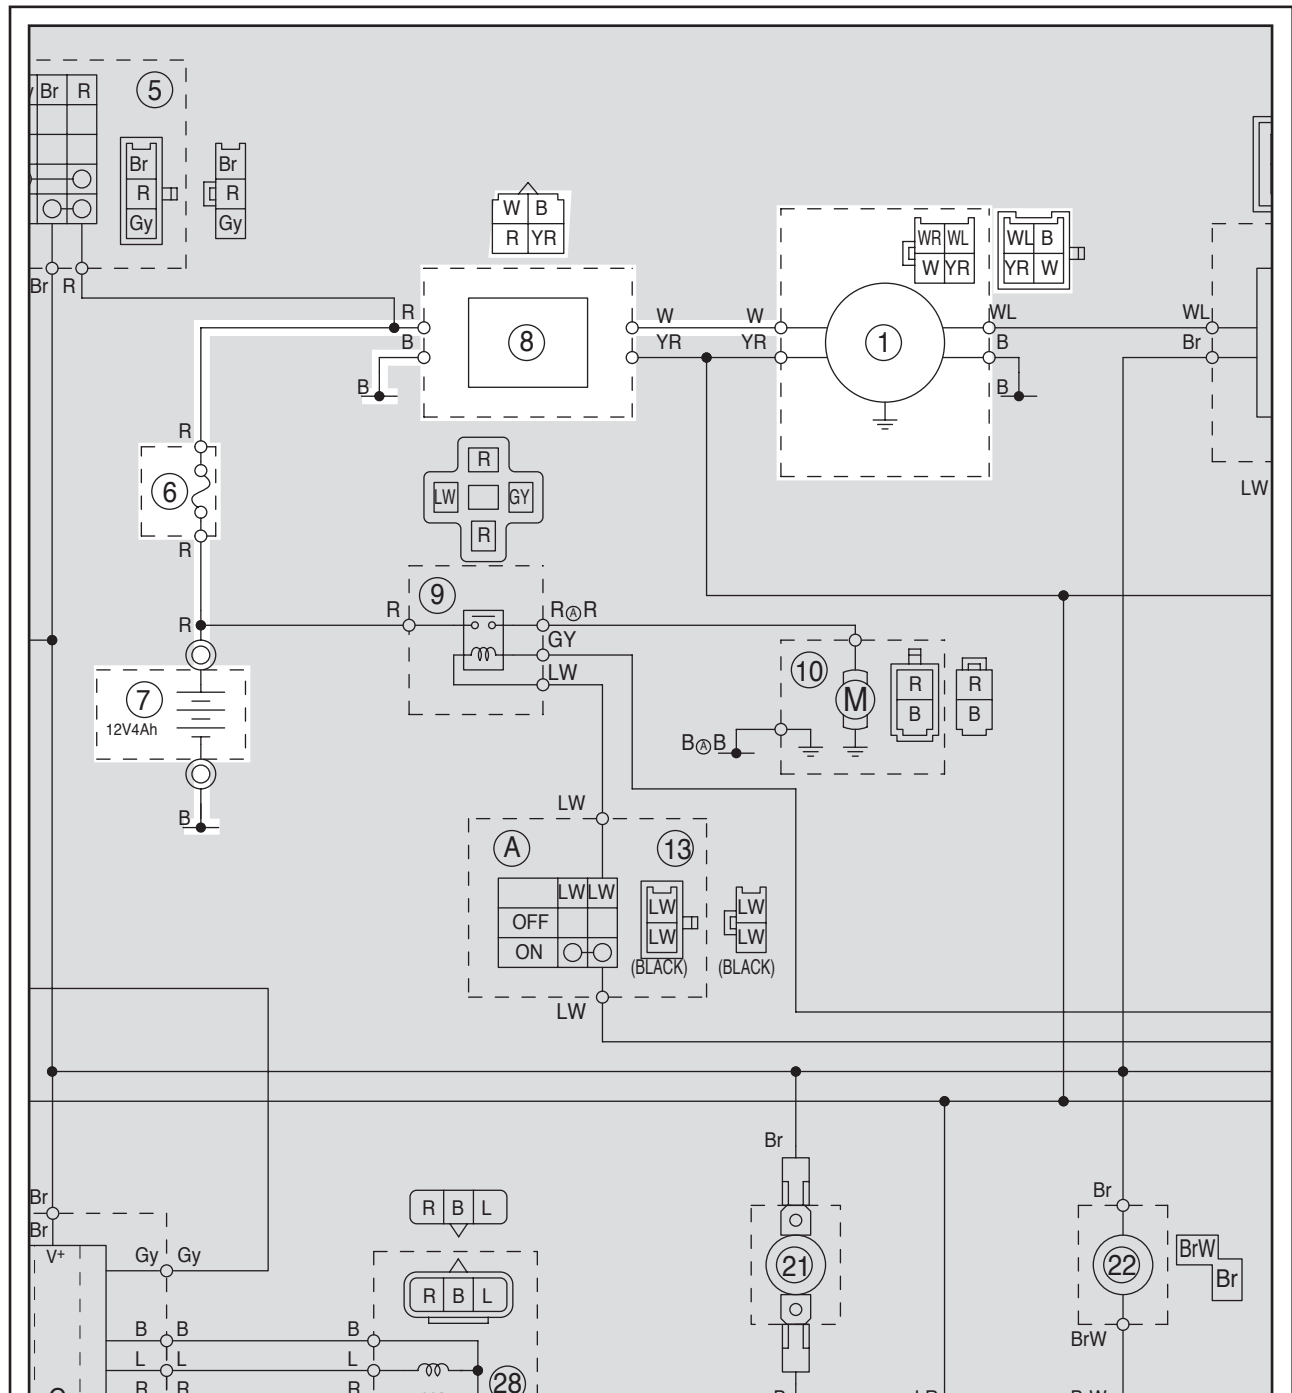 Br R
5
Br
R
Gy
Br
R
Gy
Br R
W B
R YR
WR WL
W YR
WL B
YR W
R
B
B
8
W W
YR YR
1
WL
B
B
WL
Br
LW
R
6
R
R
LW GY
R
9
R
R Ⓐ R
GY
LW
R
7
12V4Ah
B
10
M
R
B
R
B
B Ⓐ B
LW
A
13
LW LW
OFF
ON
LW
LW
(BLACK)
LW
LW
(BLACK)
LW
Br
Br
Br
Br
V+
Gy Gy
R B L
R B L
21
22
BrW
Br
BrW
B B B
L L L
R R R
28